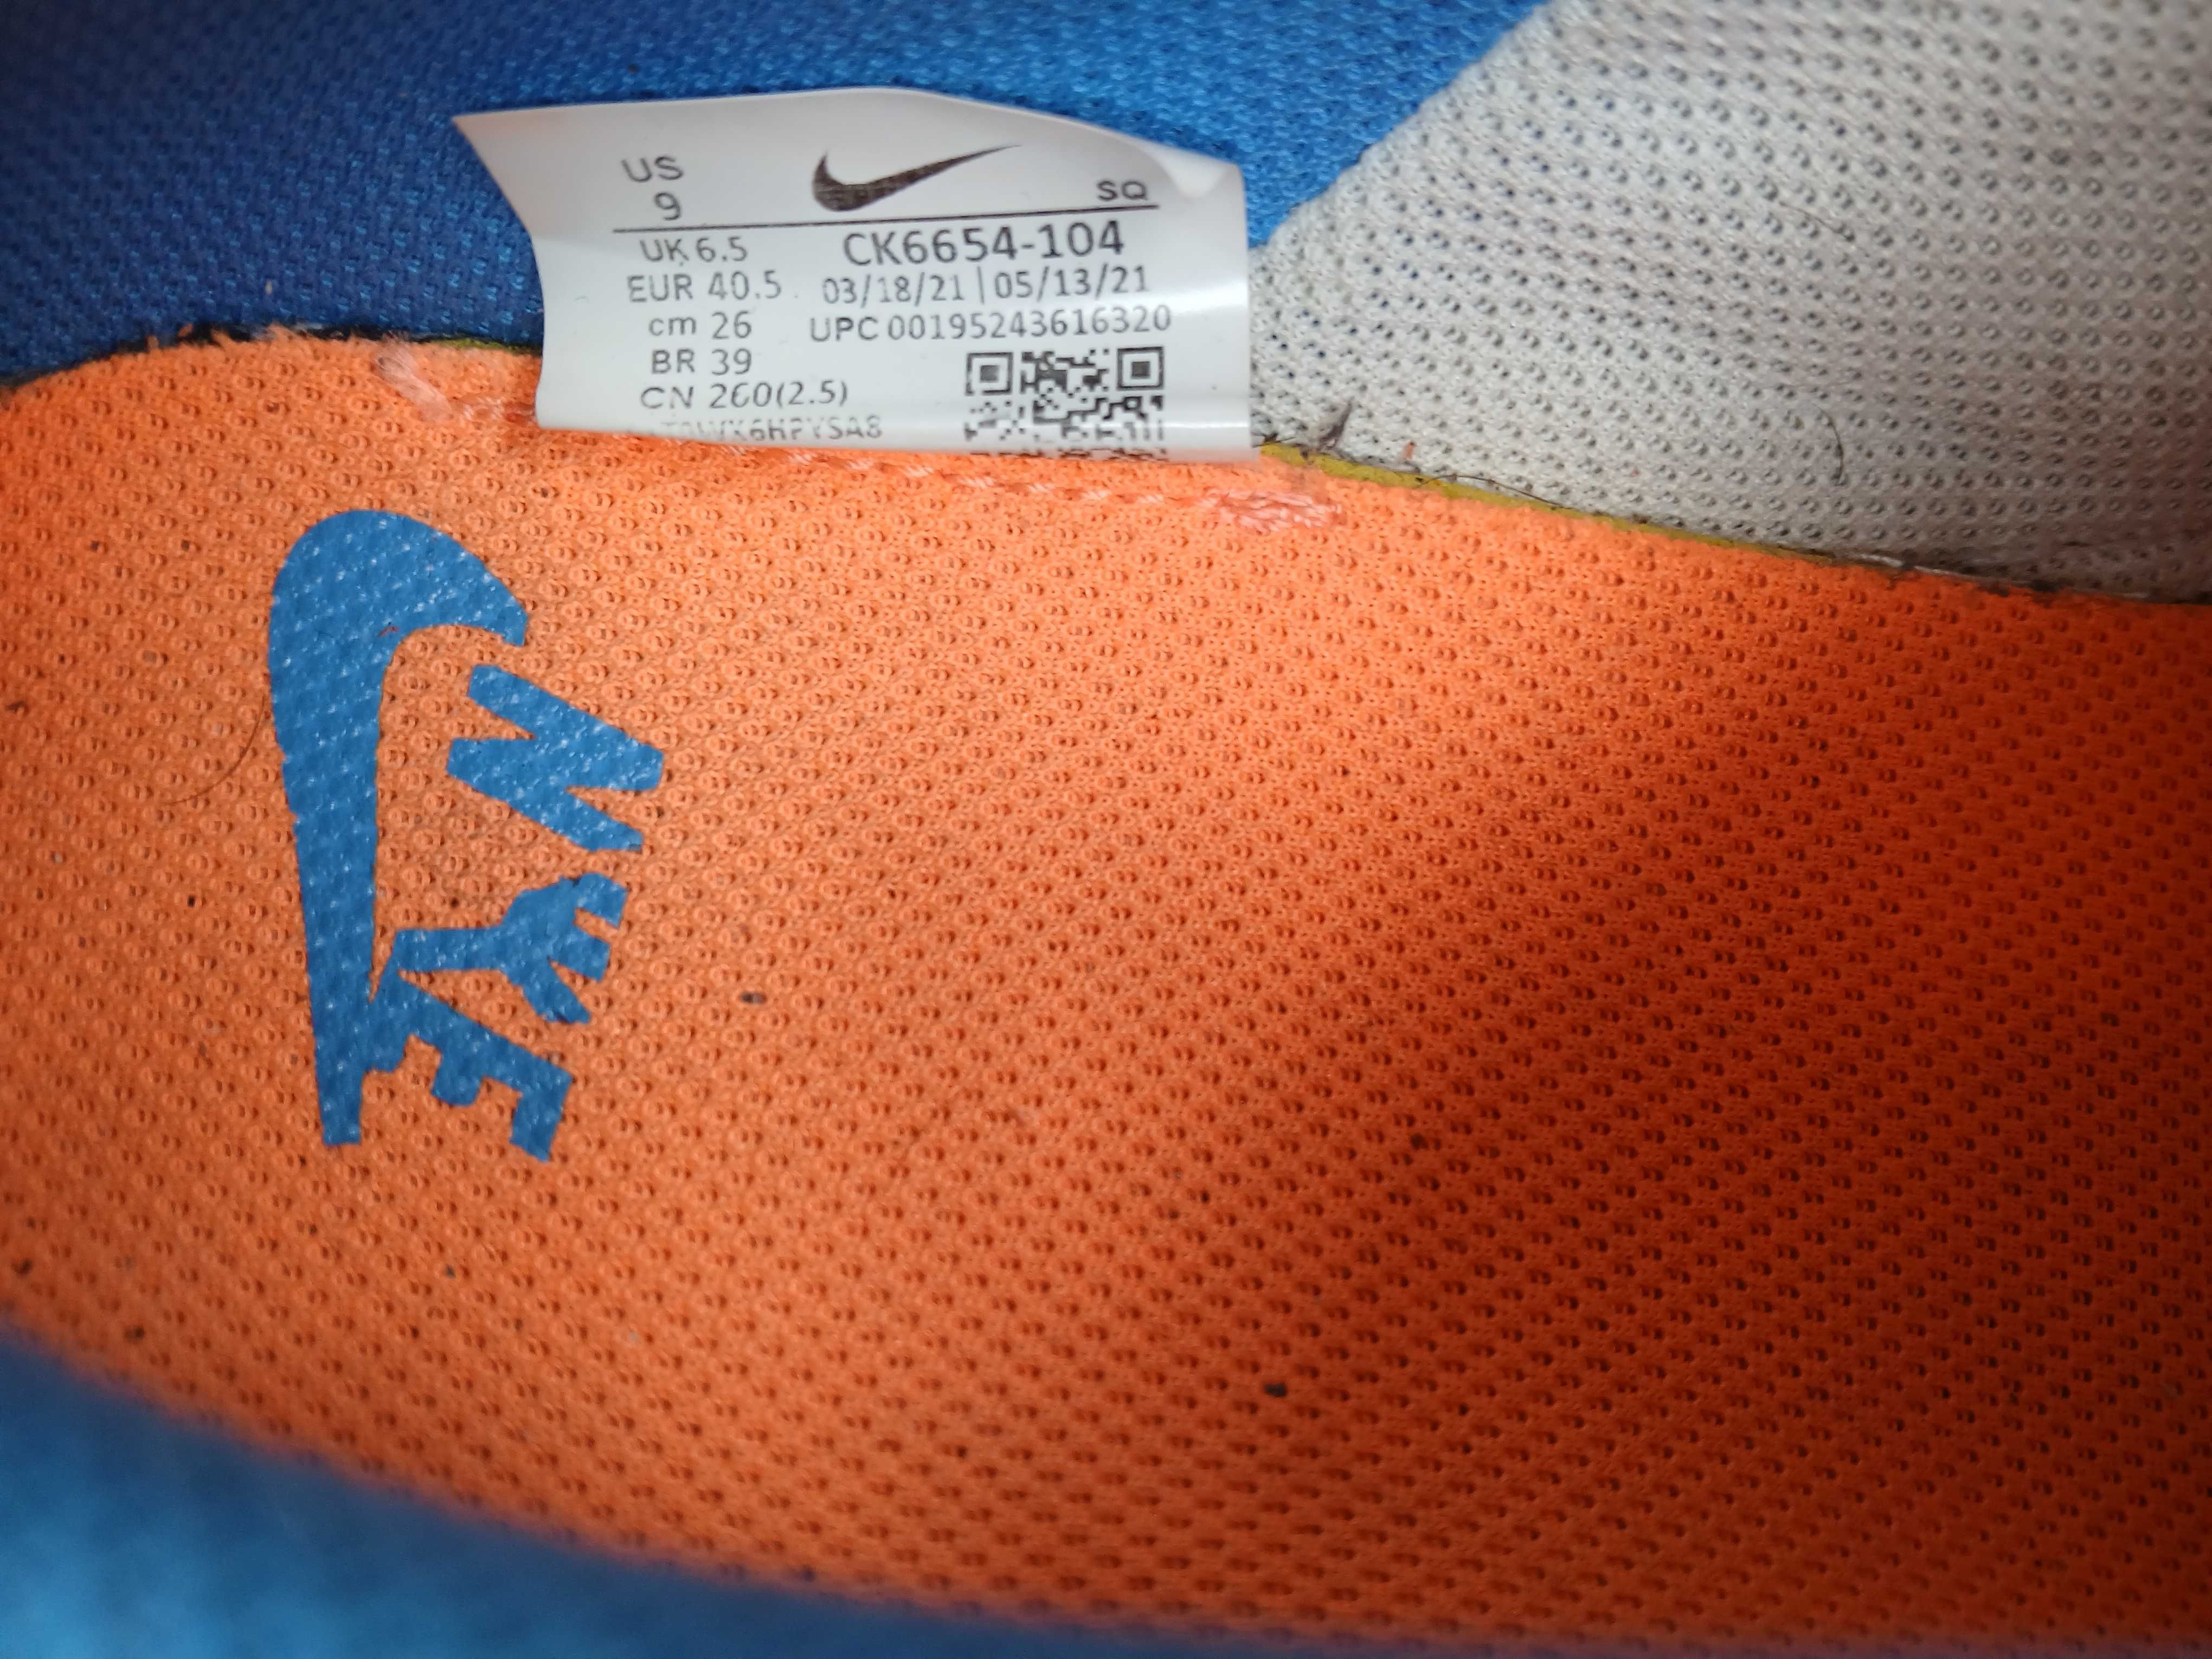 US
9
SQ
UK 6.5
CK6654-104
EUR 40.5
03/18/21 | 05/13/21
cm 26
UPC 00195243616320
BR 39
CN 260(2.5)